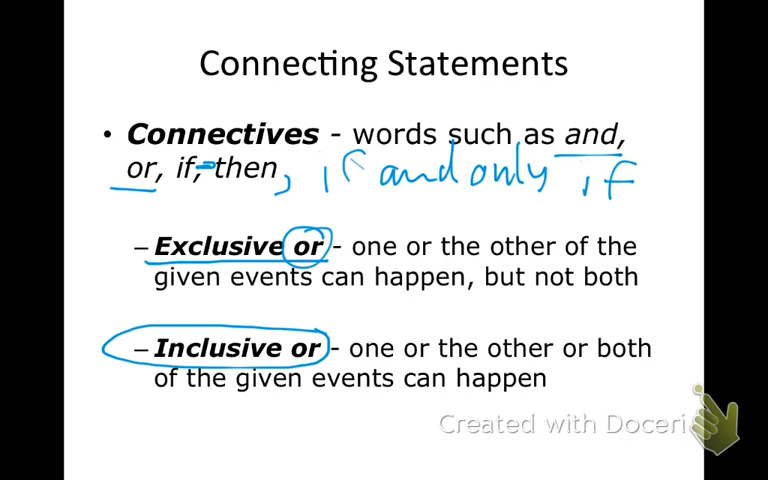 Connecting Statements
• Connectives - words such as and,
or, if-then, if and only if
– Exclusive or - one or the other of the
given events can happen, but not both
– Inclusive or - one or the other or both
of the given events can happen
Created with Doceri